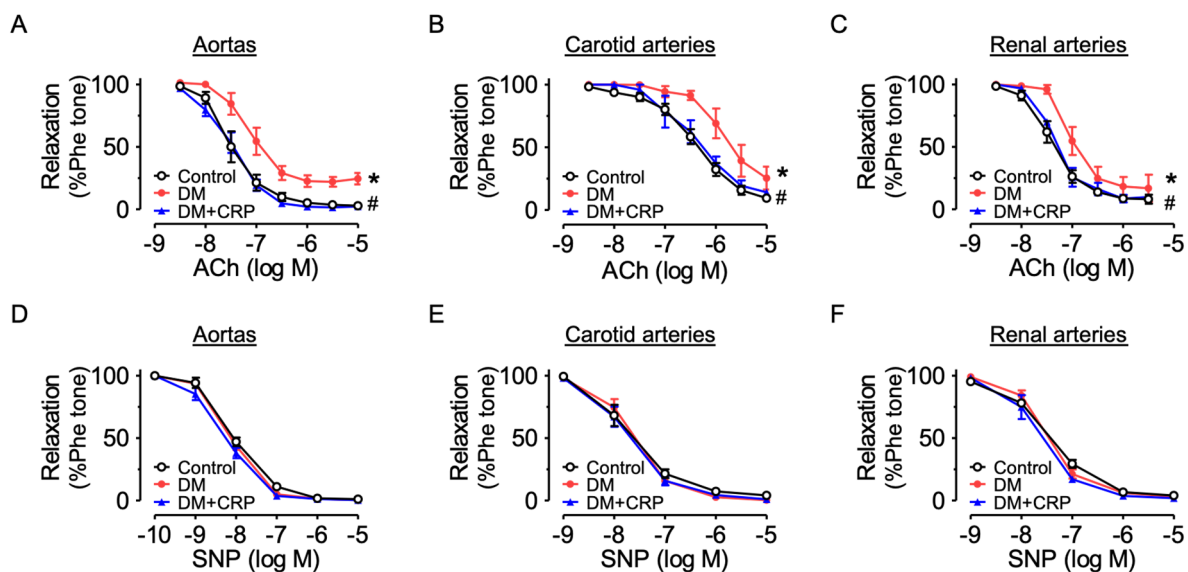 A
Aortas
Relaxation
(%Phe tone)
100
50
0
Control
DM
DM+CRP
*
#
-9 -8 -7 -6 -5
ACh (log M)
B
Carotid arteries
Relaxation
(%Phe tone)
100
50
0
Control
DM
DM+CRP
*
#
-9 -8 -7 -6 -5
ACh (log M)
C
Renal arteries
Relaxation
(%Phe tone)
100
50
0
Control
DM
DM+CRP
*
#
-9 -8 -7 -6 -5
ACh (log M)
D
Aortas
Relaxation
(%Phe tone)
100
50
0
Control
DM
DM+CRP
-10 -9 -8 -7 -6 -5
SNP (log M)
E
Carotid arteries
Relaxation
(%Phe tone)
100
50
0
Control
DM
DM+CRP
-9 -8 -7 -6 -5
SNP (log M)
F
Renal arteries
Relaxation
(%Phe tone)
100
50
0
Control
DM
DM+CRP
-9 -8 -7 -6 -5
SNP (log M)